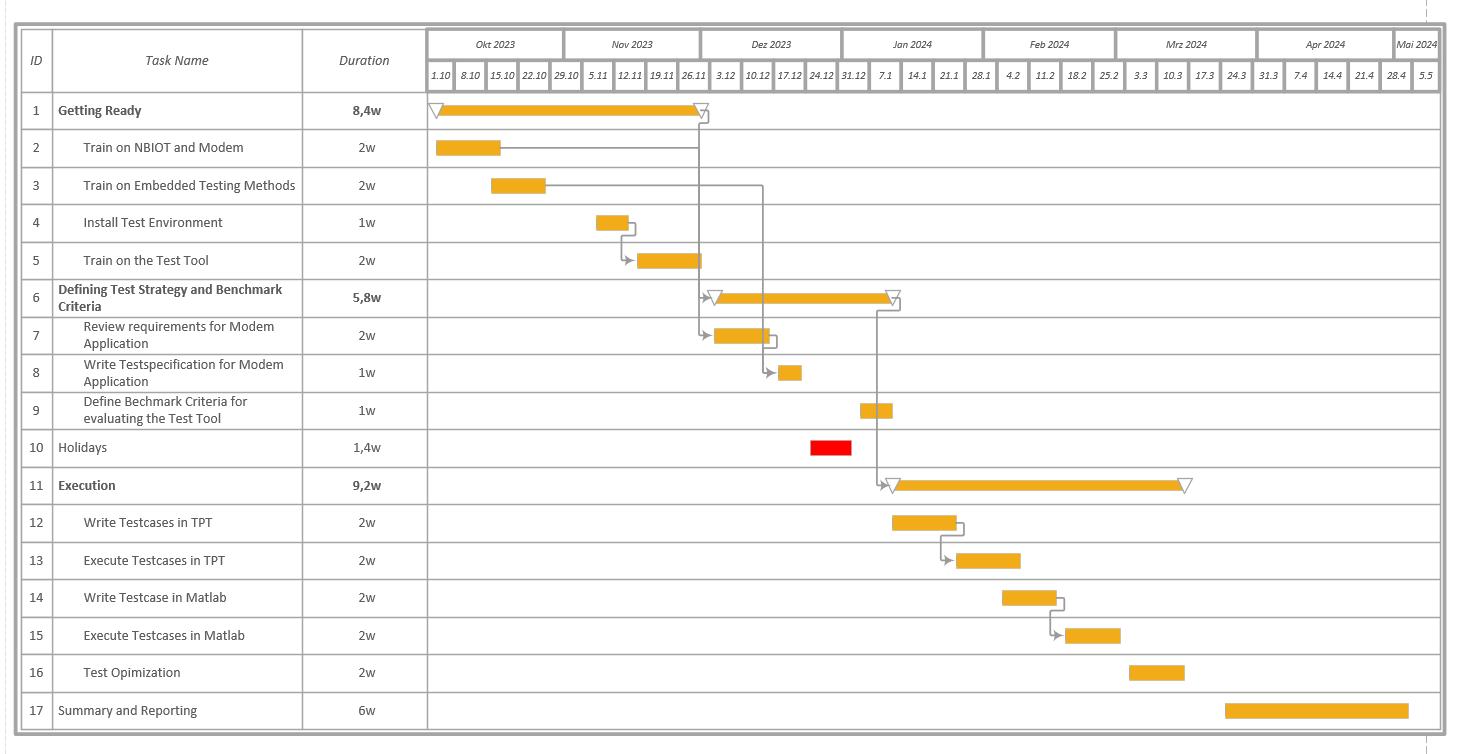 ID Task Name Duration Okt 2023 Nov 2023 Dez 2023 Jan 2024 Feb 2024 Mrz 2024 Apr 2024 Mai 2024
1.10 8.10 15.10 22.10 29.10 5.11 12.11 19.11 26.11 3.12 10.12 17.12 24.12 31.12 7.1 14.1 21.1 28.1 4.2 11.2 18.2 25.2 3.3 10.3 17.3 24.3 31.3 7.4 14.4 21.4 28.4 5.5
1 Getting Ready 8,4w
2 Train on NBIOT and Modem 2w
3 Train on Embedded Testing Methods 2w
4 Install Test Environment 1w
5 Train on the Test Tool 2w
6 Defining Test Strategy and Benchmark
Criteria 5,8w
7 Review requirements for Modem
Application 2w
8 Write Testspecification for Modem
Application 1w
9 Define Bechmark Criteria for
evaluating the Test Tool 1w
10 Holidays 1,4w
11 Execution 9,2w
12 Write Testcases in TPT 2w
13 Execute Testcases in TPT 2w
14 Write Testcase in Matlab 2w
15 Execute Testcases in Matlab 2w
16 Test Opimization 2w
17 Summary and Reporting 6w